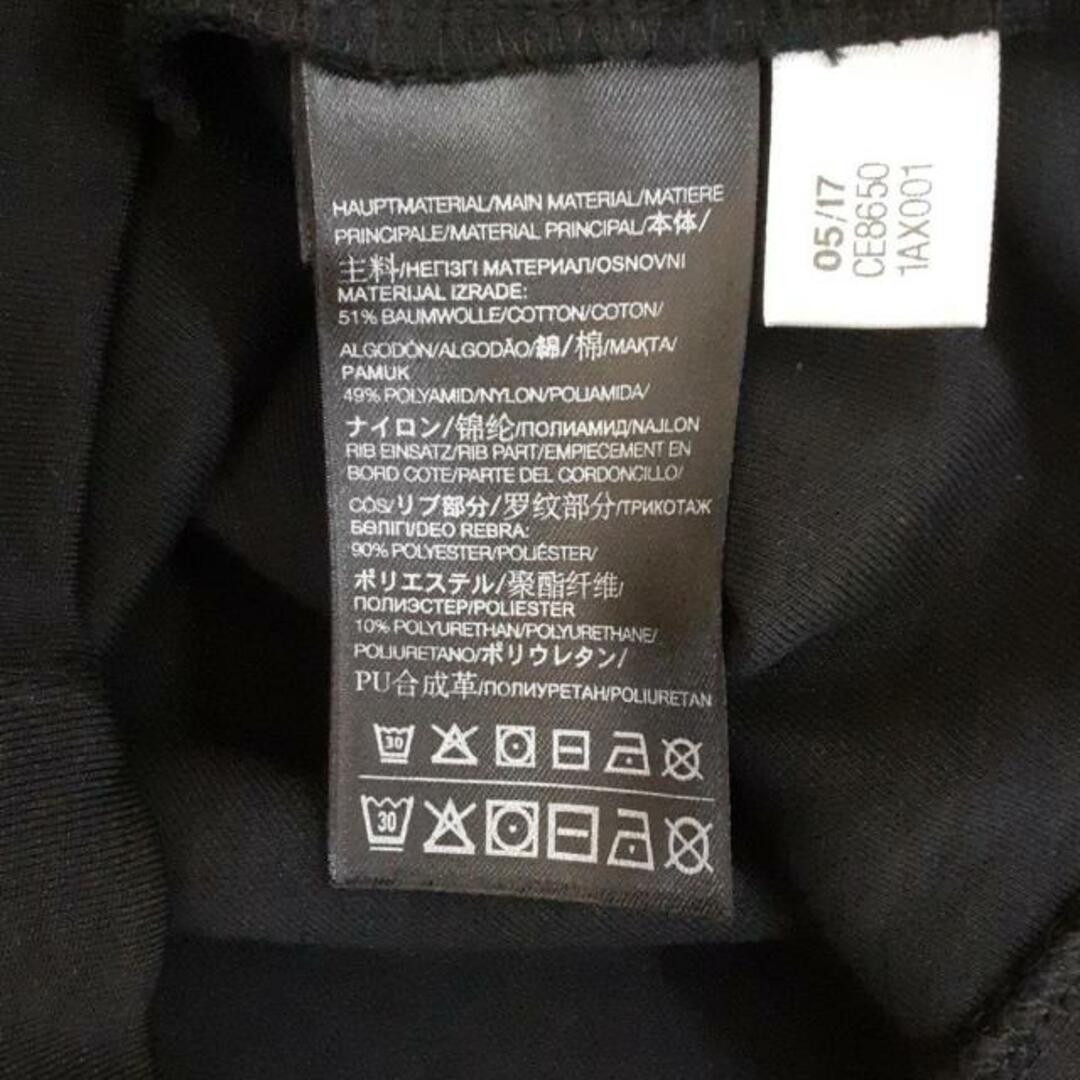 HAUPTMATERIAL/MAIN MATERIAL/MATIERE
PRINCIPALE/MATERIAL PRINCIPAL/本体/
主料/НЕГІЗГІ МАТЕРИАЛ/OSNOVNI
MATERIJAL IZRADE:
51% BAUMWOLLE/COTTON/COTON/
ALGODÓN/ALGODÃO/綿/棉/МАҚТА/
PAMUK
49% POLYAMID/NYLON/POLIAMIDA/
ナイロン/锦纶/ПОЛИАМИД/NAJLON
RIB EINSATZ/RIB PART/EMPIECEMENT EN
BORD COTE/PARTE DEL CORDONCILLO/
CÓS/リブ部分/罗纹部分/ТРИКОТАЖ
БӨЛІГІ/DEO REBRA:
90% POLYESTER/POLIÉSTER/
ポリエステル/聚酯纤维/
ПОЛИЭСТЕР/POLIESTER
10% POLYURETHAN/POLYURETHANE/
POLIURETANO/ポリウレタン/
PU合成革/ПОЛИУРЕТАН/POLIURETAN
30
30
05/17
CE8650
1AX001